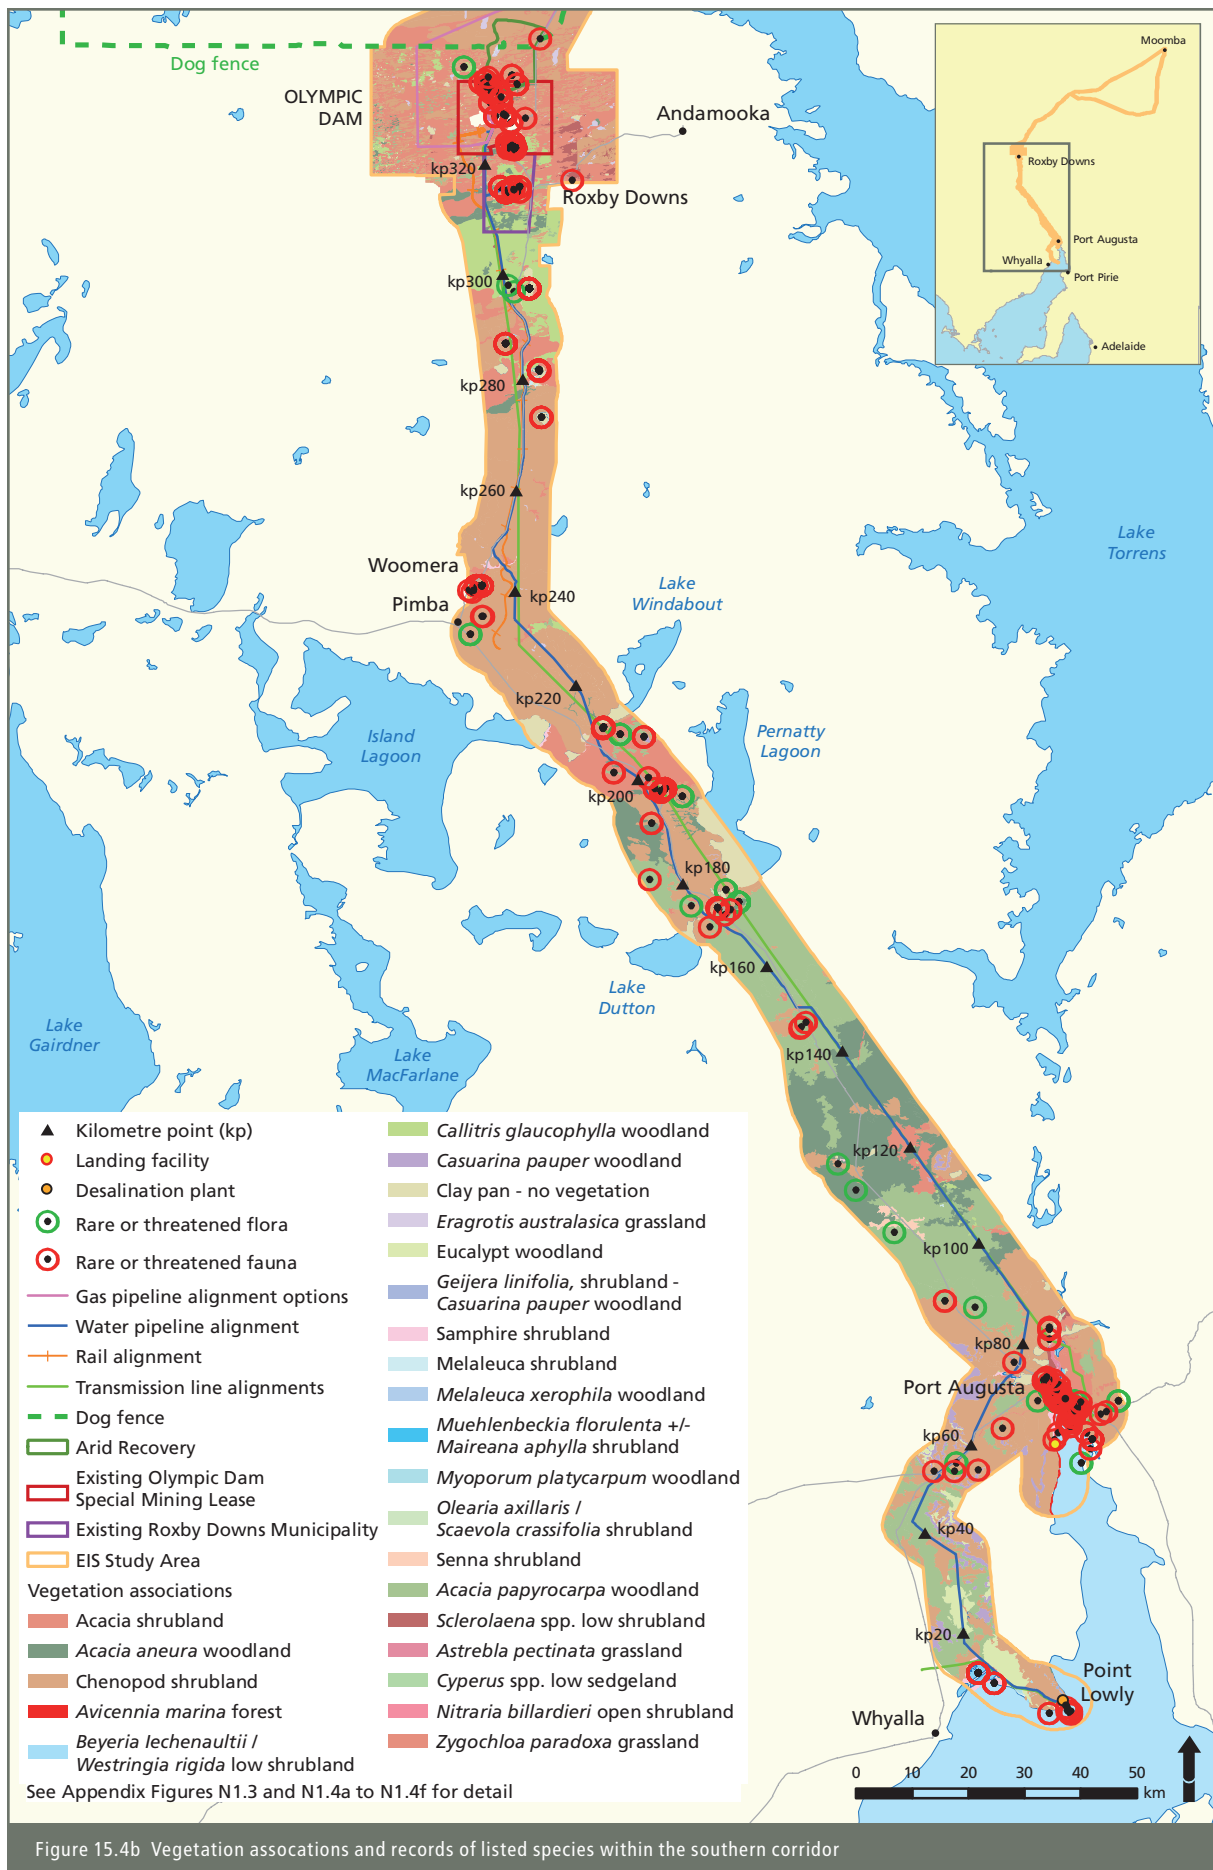 Dog fence
OLYMPIC
DAM
Andamooka
kp320
Roxby Downs
kp300
kp280
kp260
Woomera
Pimba
kp240
Lake
Windabout
Lake
Torrens
kp220
Island
Lagoon
Pernatty
Lagoon
kp200
kp180
kp160
Lake
Dutton
Lake
Gairdner
Lake
MacFarlane
kp140
kp120
kp100
kp80
Port Augusta
kp60
kp40
kp20
Point
Lowly
Whyalla
Moomba
Roxby Downs
Port Augusta
Whyalla
Port Pirie
Adelaide
Kilometre point (kp)
Landing facility
Desalination plant
Rare or threatened flora
Rare or threatened fauna
Gas pipeline alignment options
Water pipeline alignment
Rail alignment
Transmission line alignments
Dog fence
Arid Recovery
Existing Olympic Dam
Special Mining Lease
Existing Roxby Downs Municipality
EIS Study Area
Vegetation associations
Acacia shrubland
Acacia aneura woodland
Chenopod shrubland
Avicennia marina forest
Beyeria lechenaultii /
Westringia rigida low shrubland
Callitris glaucophylla woodland
Casuarina pauper woodland
Clay pan - no vegetation
Eragrotis australasica grassland
Eucalypt woodland
Geijera linifolia, shrubland -
Casuarina pauper woodland
Samphire shrubland
Melaleuca shrubland
Melaleuca xerophila woodland
Muehlenbeckia florulenta +/-
Maireana aphylla shrubland
Myoporum platycarpum woodland
Olearia axillaris /
Scaevola crassifolia shrubland
Senna shrubland
Acacia papyrocarpa woodland
Sclerolaena spp. low shrubland
Astrebla pectinata grassland
Cyperus spp. low sedgeland
Nitraria billardieri open shrubland
Zygochloa paradoxa grassland
See Appendix Figures N1.3 and N1.4a to N1.4f for detail
0 10 20 30 40 50
km
Figure 15.4b Vegetation assocations and records of listed species within the southern corridor